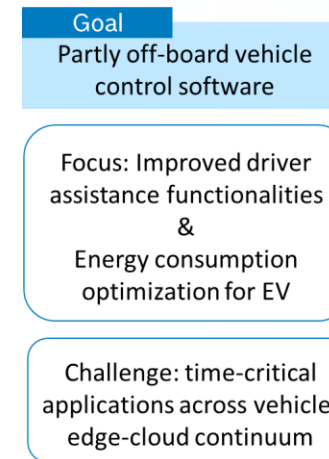 Goal
Partly off-board vehicle
control software
Focus: Improved driver
assistance functionalities
&
Energy consumption
optimization for EV
Challenge: time-critical
applications across vehicle
edge-cloud continuum